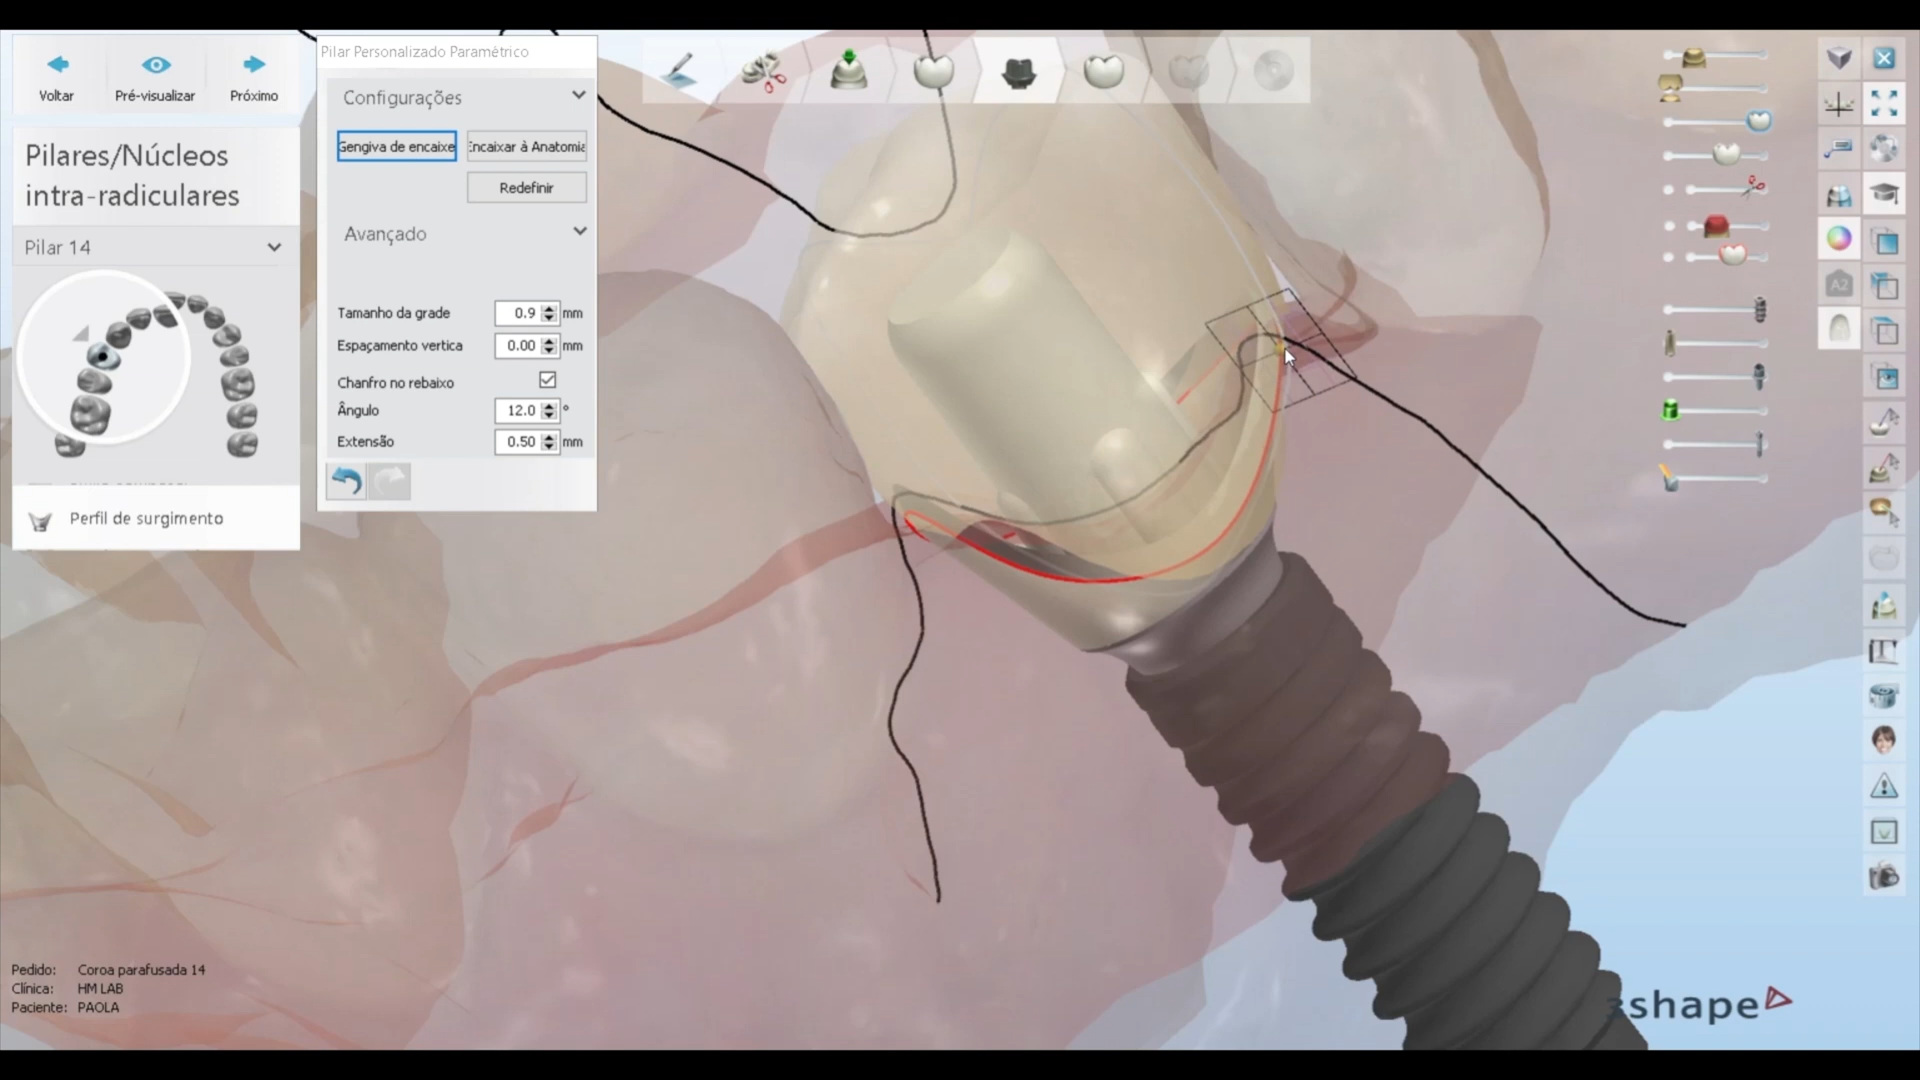 Voltar
Pré-visualizar
Próximo
Pilares/Núcleos
intra-radiculares
Pilar 14
Perfil de surgimento
Pilar Personalizado Paramétrico
Configurações
Gengiva de encaixe
Encaixar à Anatomia
Redefinir
Avançado
Tamanho da grade 0.9 mm
Espaçamento vertica 0.00 mm
Chanfro no rebaixo
Ângulo 12.0 °
Extensão 0.50 mm
A2
Pedido: Coroa parafusada 14
Clínica: HM LAB
Paciente: PAOLA
3shape